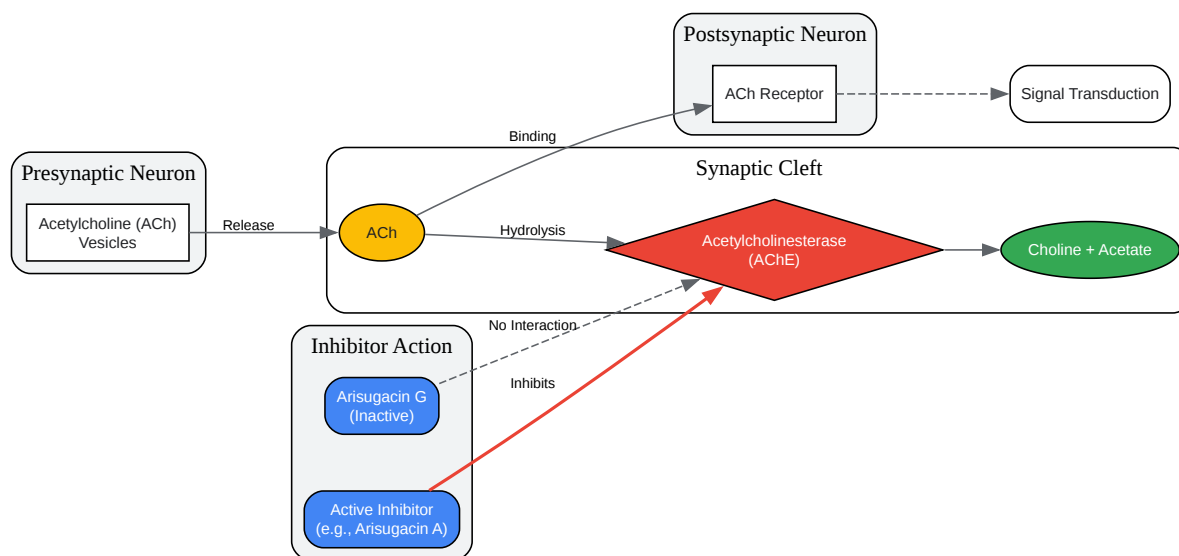 Postsynaptic Neuron
ACh Receptor
Signal Transduction
Binding
Presynaptic Neuron
Acetylcholine (ACh)
Vesicles
Release
Synaptic Cleft
ACh
Hydrolysis
Acetylcholinesterase
(AChE)
Choline + Acetate
No Interaction
Inhibitor Action
Inhibits
Arisugacin G
(Inactive)
Active Inhibitor
(e.g., Arisugacin A)